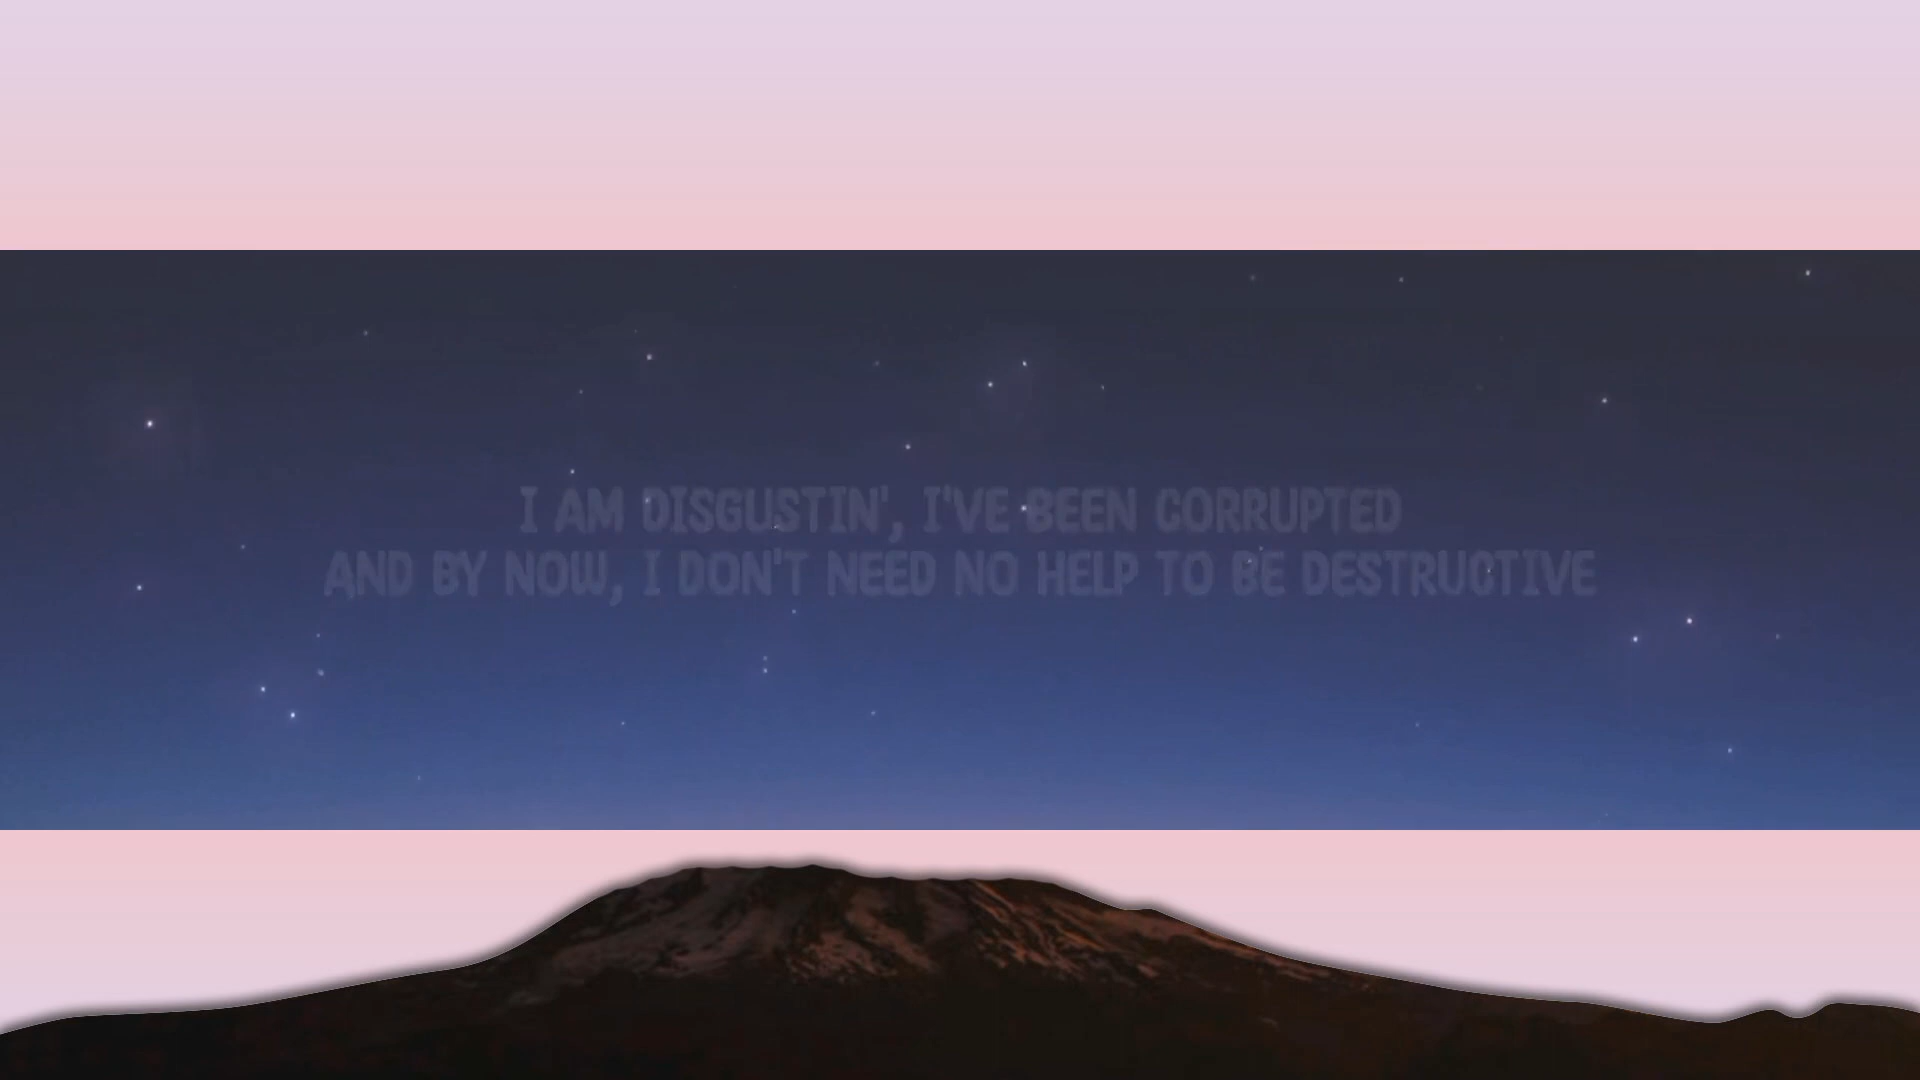 I AM DISGUSTIN', I'VE BEEN CORRUPTED
AND BY NOW, I DON'T NEED NO HELP TO BE DESTRUCTIVE